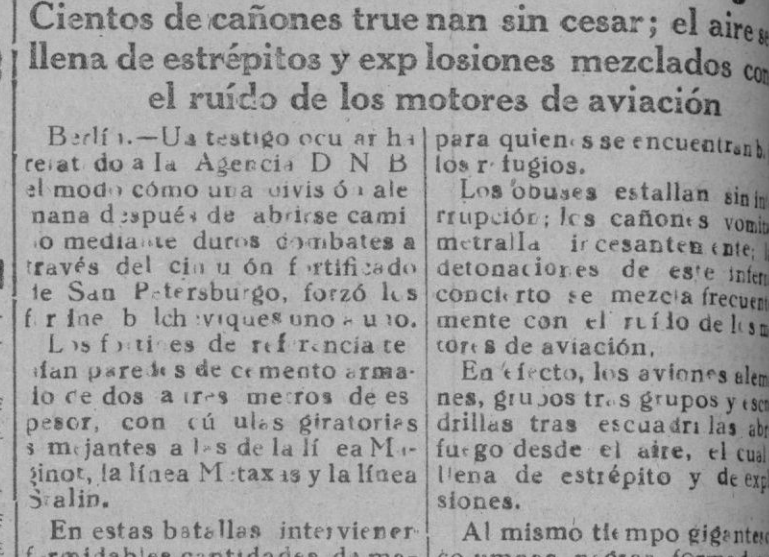 Cientos de cañones truenan sin cesar; el aire se
llena de estrépitos y explosiones mezclados con
el ruído de los motores de aviación
Berlín.—Un testigo ocular ha
relatado a la Agencia D N B
el modo cómo una división ale
mana después de abrirse cami
no mediante duros combates a
través del cinturón fortificado
de San Petersburgo, forzó los
fortines bolcheviques uno a uno.
Los fortines de referencia te
nían paredes de cemento arma-
do de dos a tres metros de es
pesor, con cúpulas giratorias
semejantes a las de la línea Ma-
ginot, la línea Metaxas y la línea
Stalin.
En estas batallas intervienen
formidables cantidades de
para quienes se encuentran
los refugios.
Los obuses estallan sin
rrupción; los cañones
metralla incesantemente;
detonaciones de este
concierto se mezcla
mente con el ruído de los
tores de aviación.
En efecto, los aviones
nes, grupos tras grupos y
drillas tras escuadrillas
fuego desde el aire, el cual
llena de estrépito y de
siones.
Al mismo tiempo